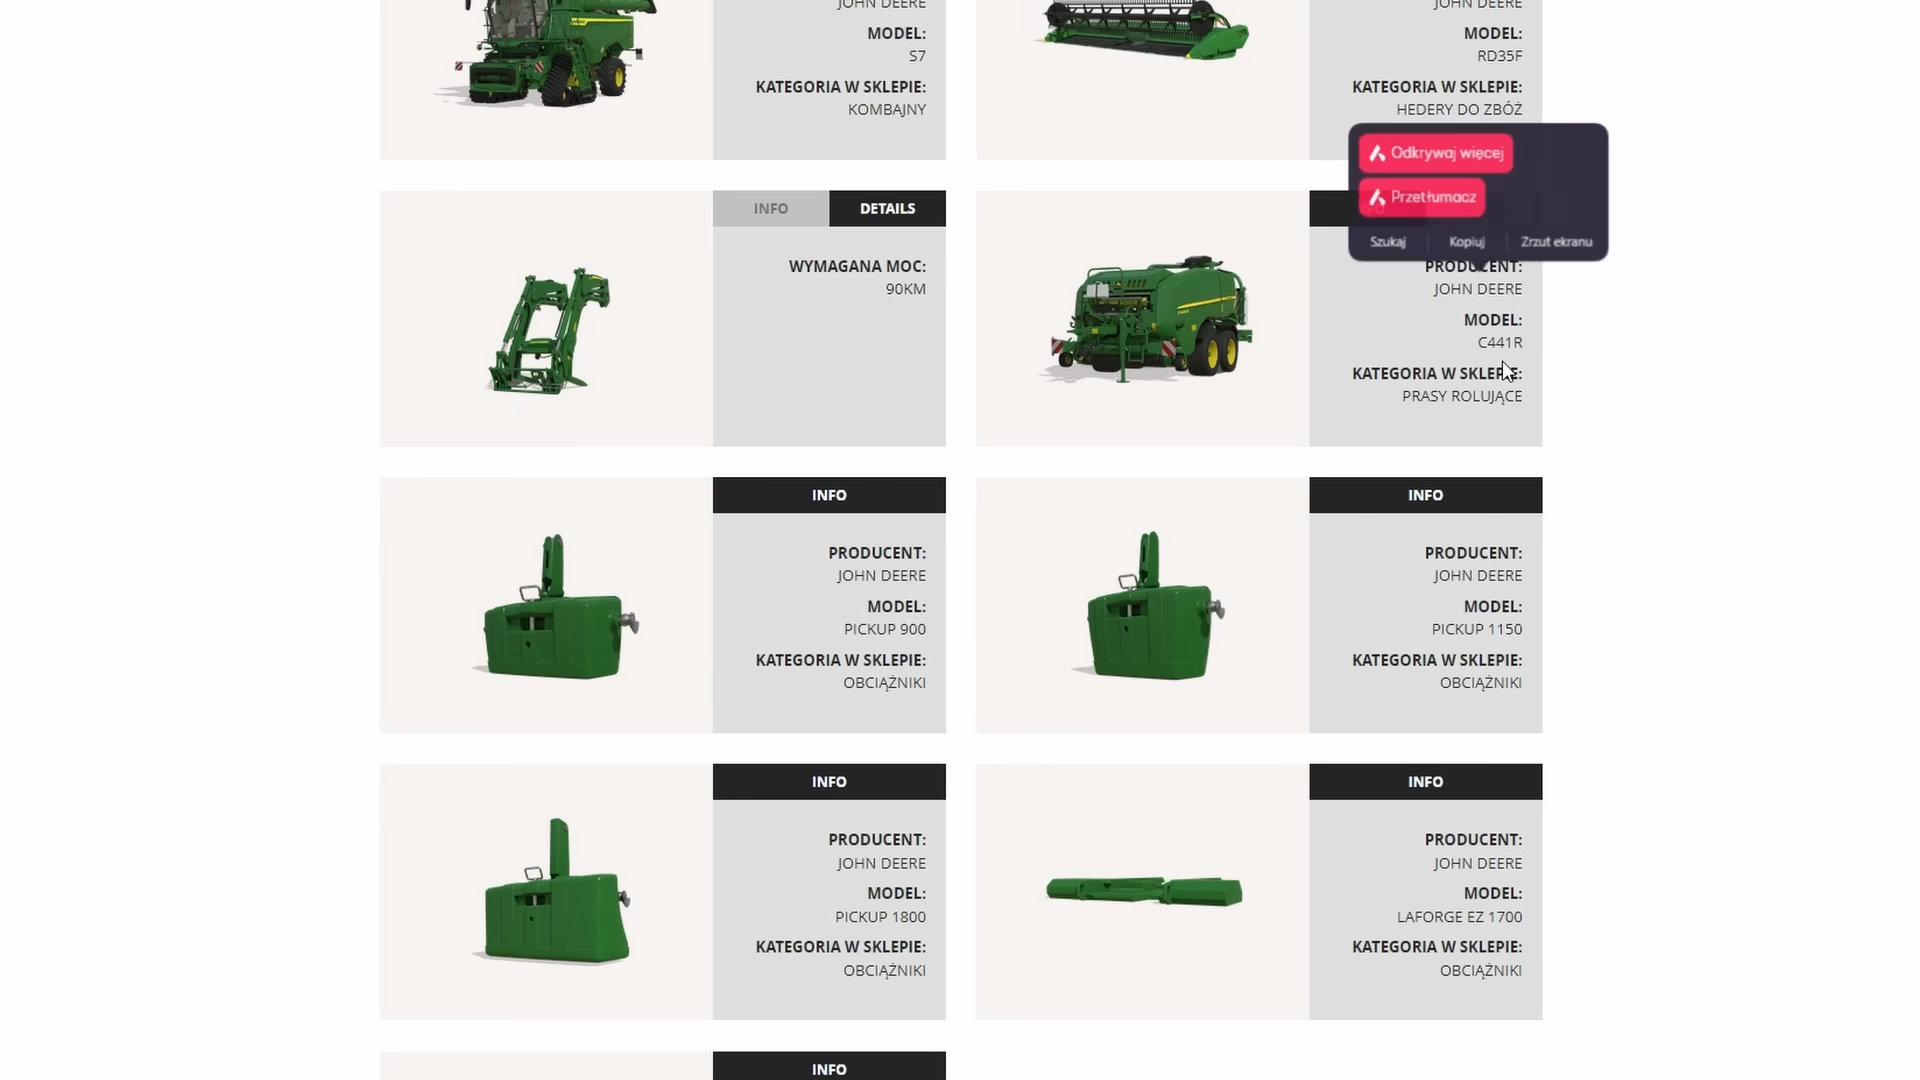 JOHN DEERE
MODEL:
S7
KATEGORIA W SKLEPIE:
KOMBAJNY
JOHN DEERE
MODEL:
RD35F
KATEGORIA W SKLEPIE:
HEDERY DO ZBÓŻ
Odkrywaj więcej
Przetłumacz
Szukaj
Kopiuj
Zrzut ekranu
INFO
DETAILS
WYMAGANA MOC:
90KM
PRODUCENT:
JOHN DEERE
MODEL:
C441R
KATEGORIA W SKLEPIE:
PRASY ROLUJĄCE
INFO
PRODUCENT:
JOHN DEERE
MODEL:
PICKUP 900
KATEGORIA W SKLEPIE:
OBCIĄŻNIKI
INFO
PRODUCENT:
JOHN DEERE
MODEL:
PICKUP 1150
KATEGORIA W SKLEPIE:
OBCIĄŻNIKI
INFO
PRODUCENT:
JOHN DEERE
MODEL:
PICKUP 1800
KATEGORIA W SKLEPIE:
OBCIĄŻNIKI
INFO
PRODUCENT:
JOHN DEERE
MODEL:
LAFORGE EZ 1700
KATEGORIA W SKLEPIE:
OBCIĄŻNIKI
INFO